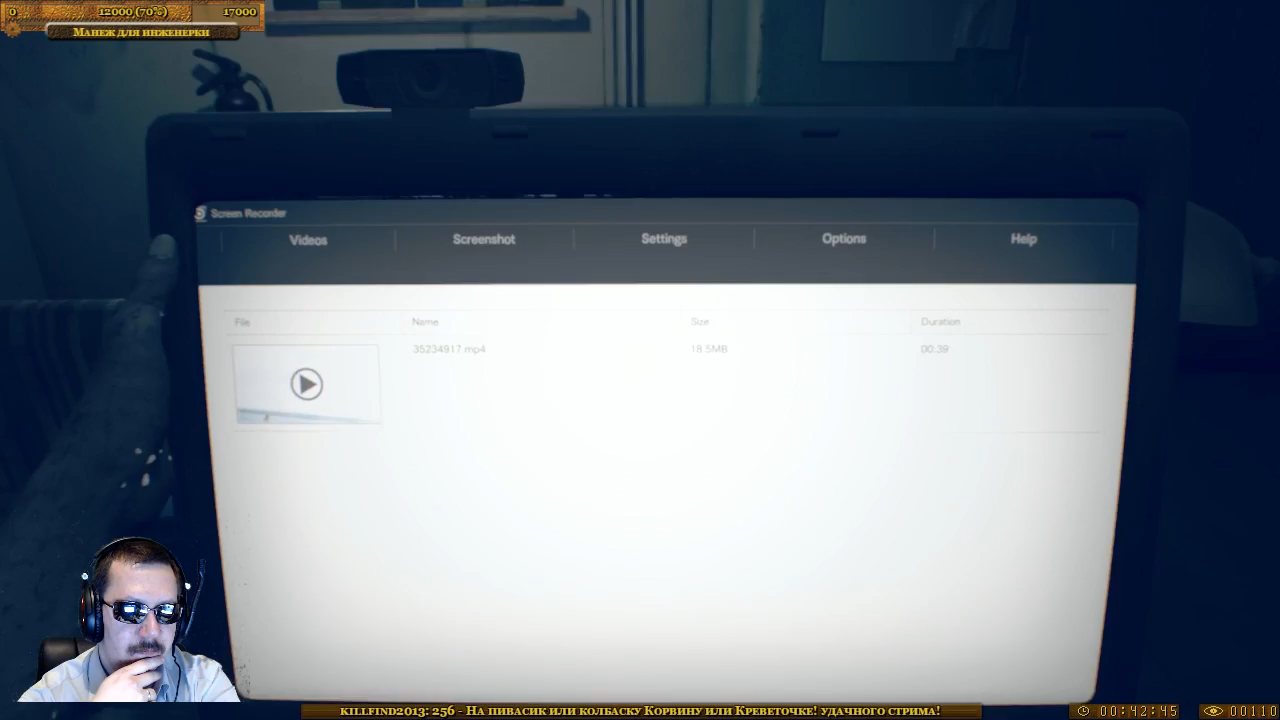 0 12000 (70%) 17000
Манеж для инженерки
Screen Recorder
Videos Screenshot Settings Options Help
File Name Size Duration
35234917.mp4 18.5MB 00:39
killfind2013: 256 - На пивасик или колбаску Корвину или Креветочке! удачного стрима!
00:42:45
00110